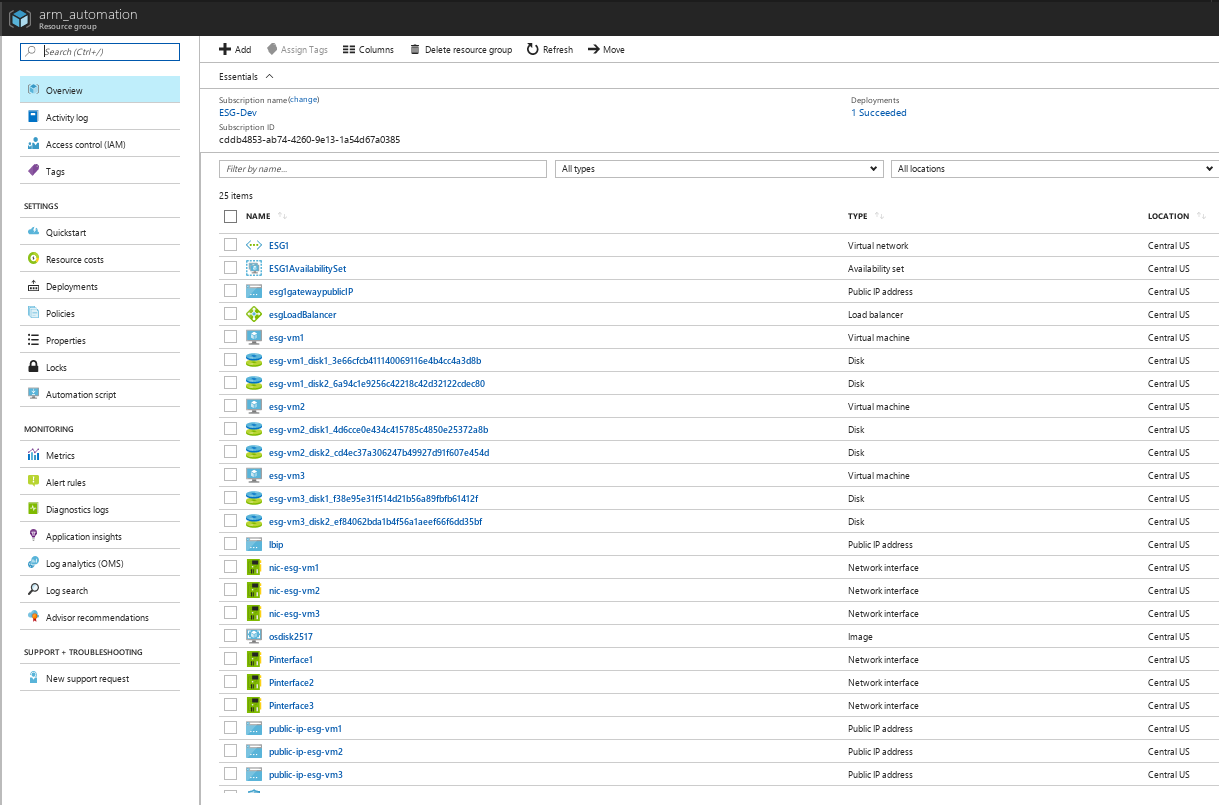 arm_automation
Resource group
Search (Ctrl+/)
Overview
Activity log
Access control (IAM)
Tags
SETTINGS
Quickstart
Resource costs
Deployments
Policies
Properties
Locks
Automation script
MONITORING
Metrics
Alert rules
Diagnostics logs
Application insights
Log analytics (OMS)
Log search
Advisor recommendations
SUPPORT + TROUBLESHOOTING
New support request
Add Assign Tags Columns Delete resource group Refresh Move
Essentials
Subscription name (change) Deployments
ESG-Dev 1 Succeeded
Subscription ID
cddb4853-ab74-4260-9e13-1a54d67a0385
Filter by name... All types All locations
25 items
NAME TYPE LOCATION
ESG1 Virtual network Central US
ESG1AvailabilitySet Availability set Central US
esg1gatewaypublicIP Public IP address Central US
esgLoadBalancer Load balancer Central US
esg-vm1 Virtual machine Central US
esg-vm1_disk1_3e66cfcb411140069116e4b4cc4a3d8b Disk Central US
esg-vm1_disk2_6a94c1e9256c42218c42d32122cdec80 Disk Central US
esg-vm2 Virtual machine Central US
esg-vm2_disk1_4d6cce0e434c415785c4850e25372a8b Disk Central US
esg-vm2_disk2_cd4ec37a306247b49927d91f607e454d Disk Central US
esg-vm3 Virtual machine Central US
esg-vm3_disk1_f38e95e31f514d21b56a89fbfb61412f Disk Central US
esg-vm3_disk2_ef84062bda1b4f56a1aeef66f6dd35bf Disk Central US
lbip Public IP address Central US
nic-esg-vm1 Network interface Central US
nic-esg-vm2 Network interface Central US
nic-esg-vm3 Network interface Central US
osdisk2517 Image Central US
Pinterface1 Network interface Central US
Pinterface2 Network interface Central US
Pinterface3 Network interface Central US
public-ip-esg-vm1 Public IP address Central US
public-ip-esg-vm2 Public IP address Central US
public-ip-esg-vm3 Public IP address Central US